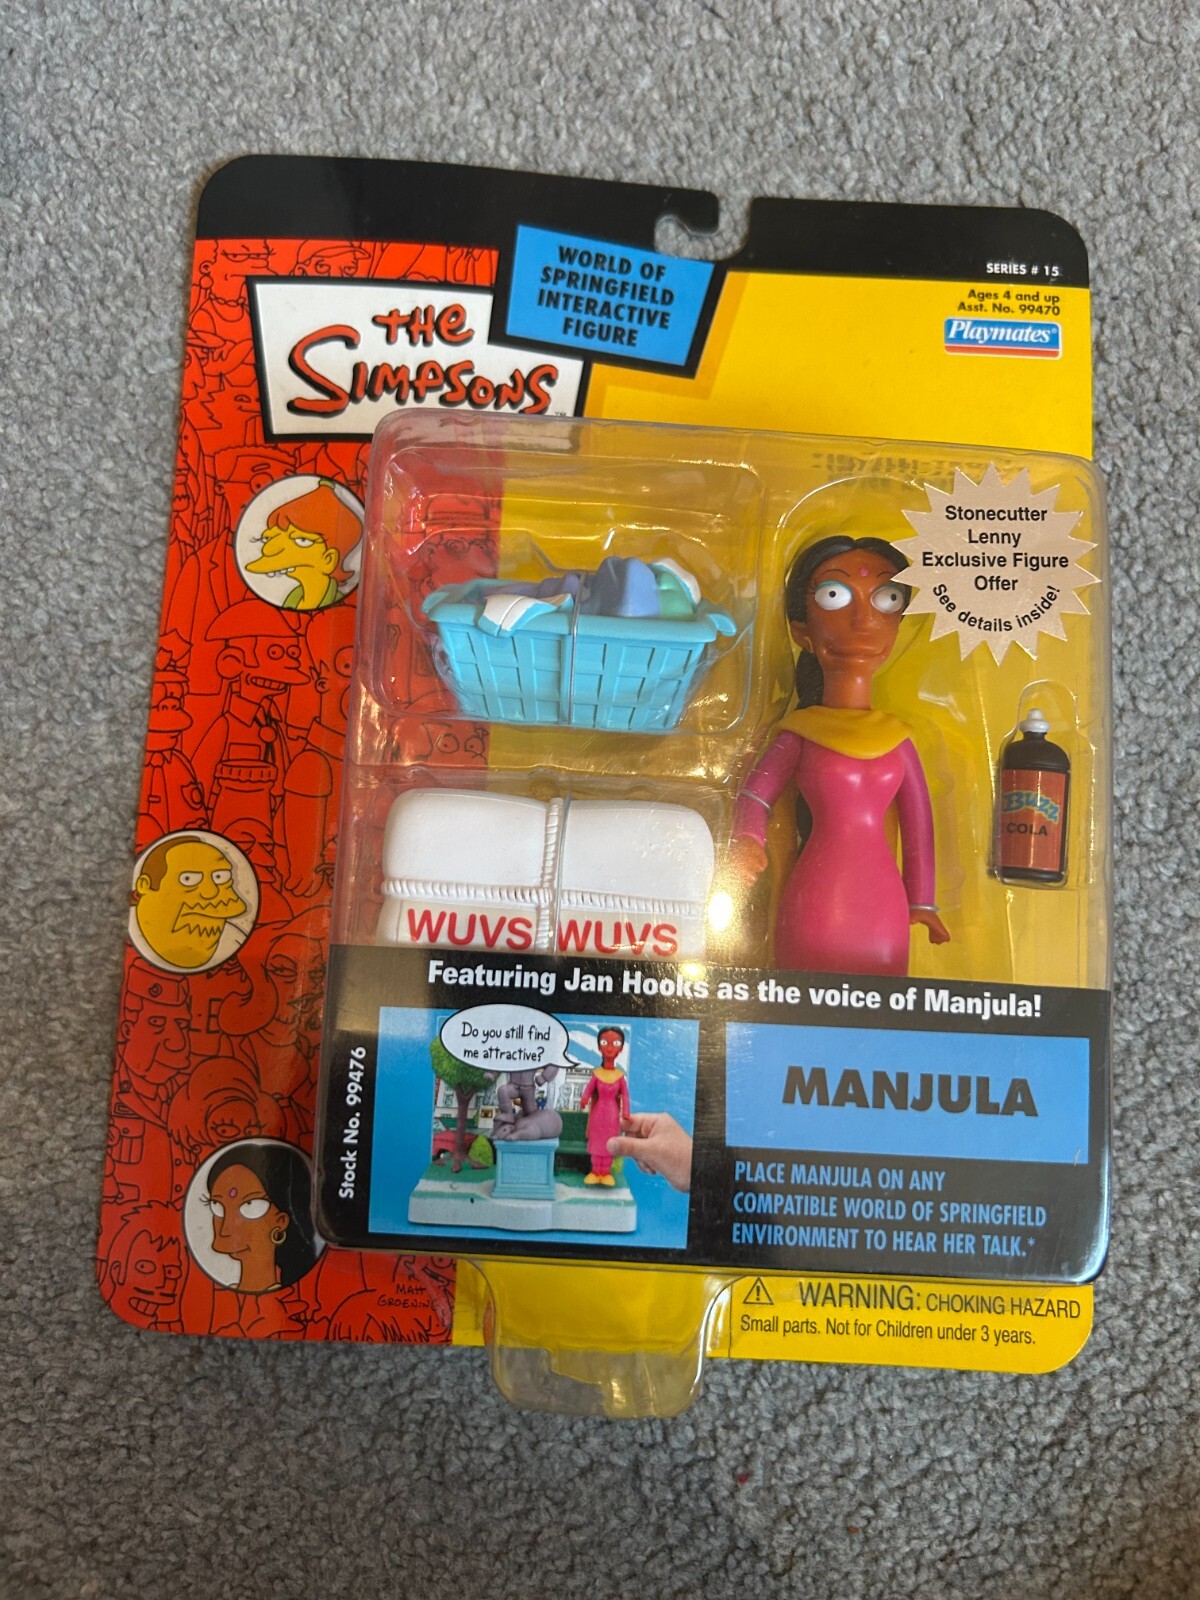 WORLD OF
SPRINGFIELD
INTERACTIVE
FIGURE
SERIES # 15
Ages 4 and up
Asst. No. 99470
Playmates®
THE
SIMPSONS™
Stonecutter
Lenny
Exclusive Figure
Offer
See details inside!
Buzz
COLA
WUVS WUVS
Featuring Jan Hooks as the voice of Manjula!
Do you still find
me attractive?
Stock No. 99476
MANJULA
PLACE MANJULA ON ANY
COMPATIBLE WORLD OF SPRINGFIELD
ENVIRONMENT TO HEAR HER TALK.*
MATT
GROENING
WARNING: CHOKING HAZARD
Small parts. Not for Children under 3 years.